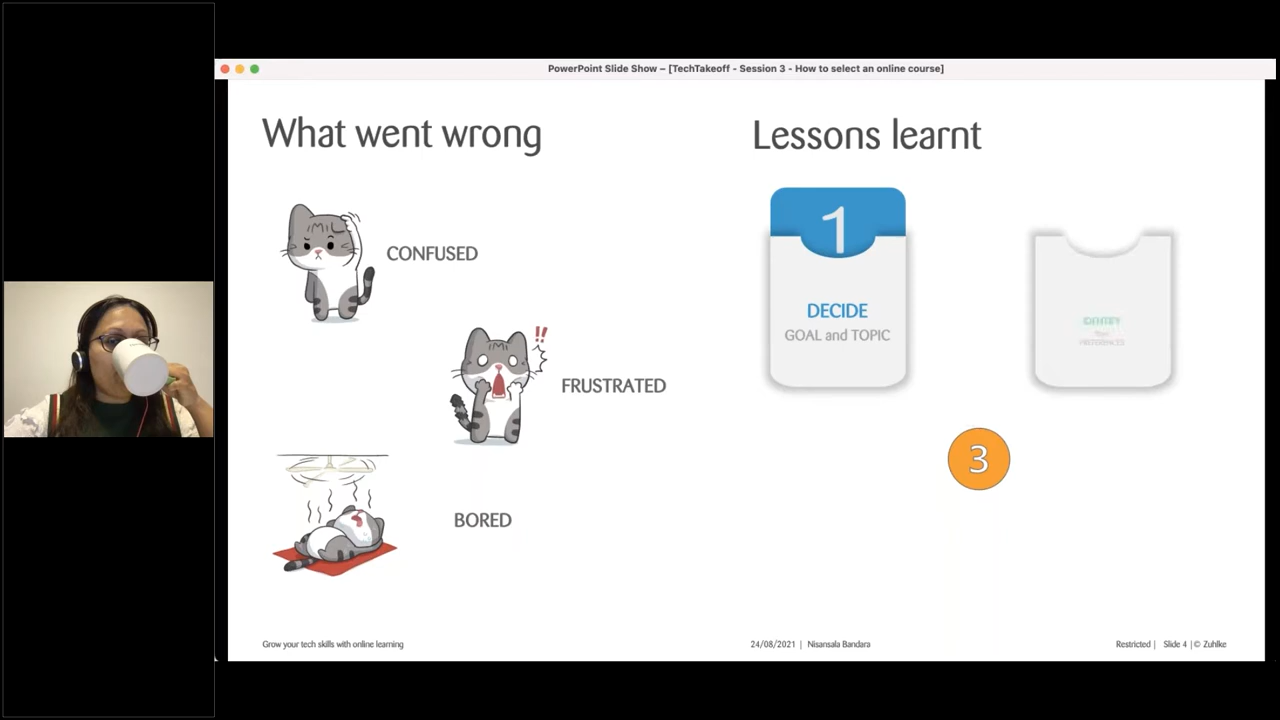 PowerPoint Slide Show – [TechTakeoff - Session 3 - How to select an online course]
What went wrong
Lessons learnt
CONFUSED
FRUSTRATED
BORED
1
DECIDE
GOAL and TOPIC
3
Grow your tech skills with online learning
24/08/2021 | Nisansala Bandara
Restricted | Slide 4 | © Zuhlke